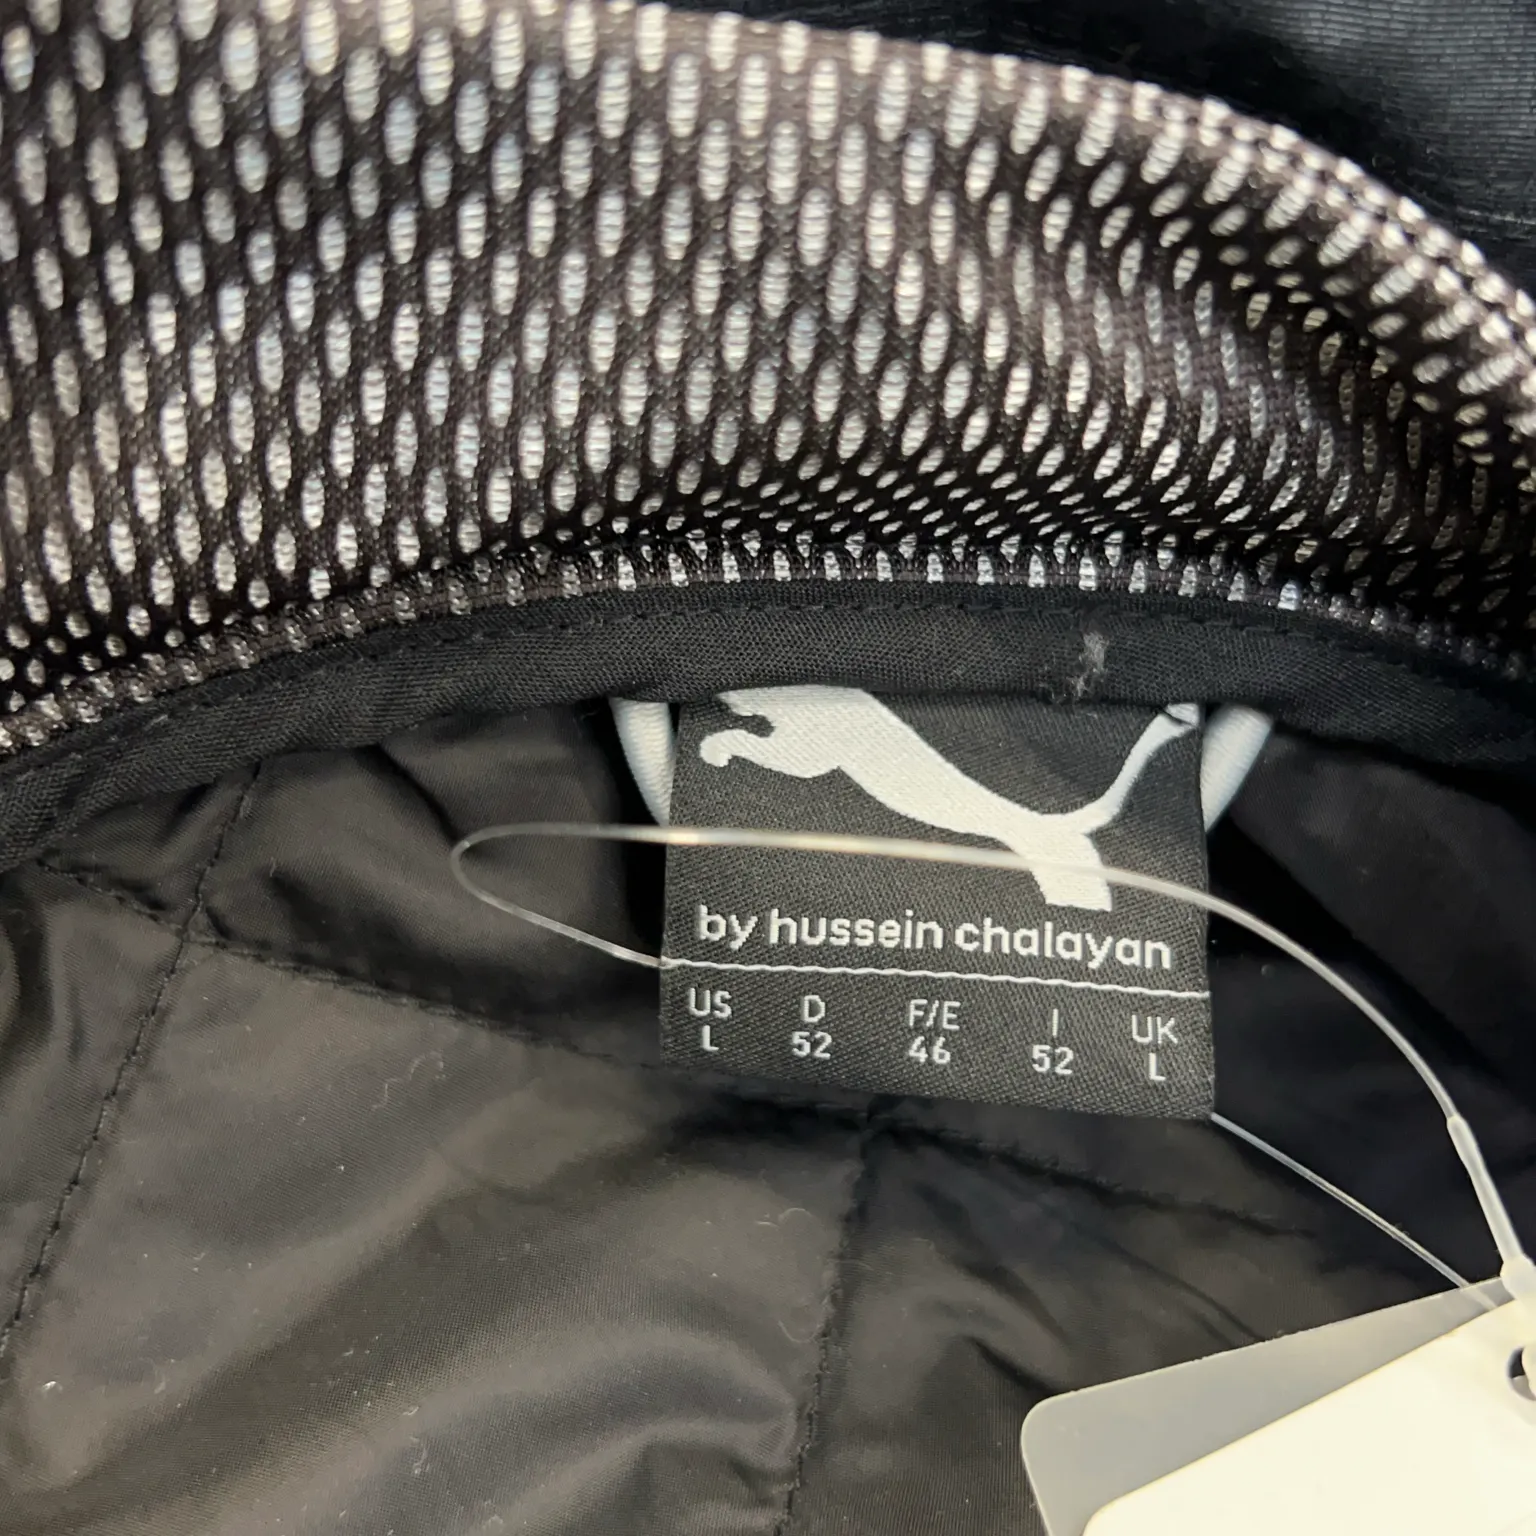 by hussein chalayan
US D F/E I UK
L 52 46 52 L